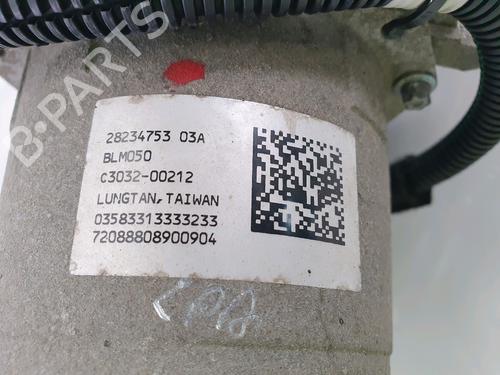 B-PARTS
28234753 03A
BLM050
c3032-00212
LUNGTAN, TAIWAN
03583313333233
72088808900904